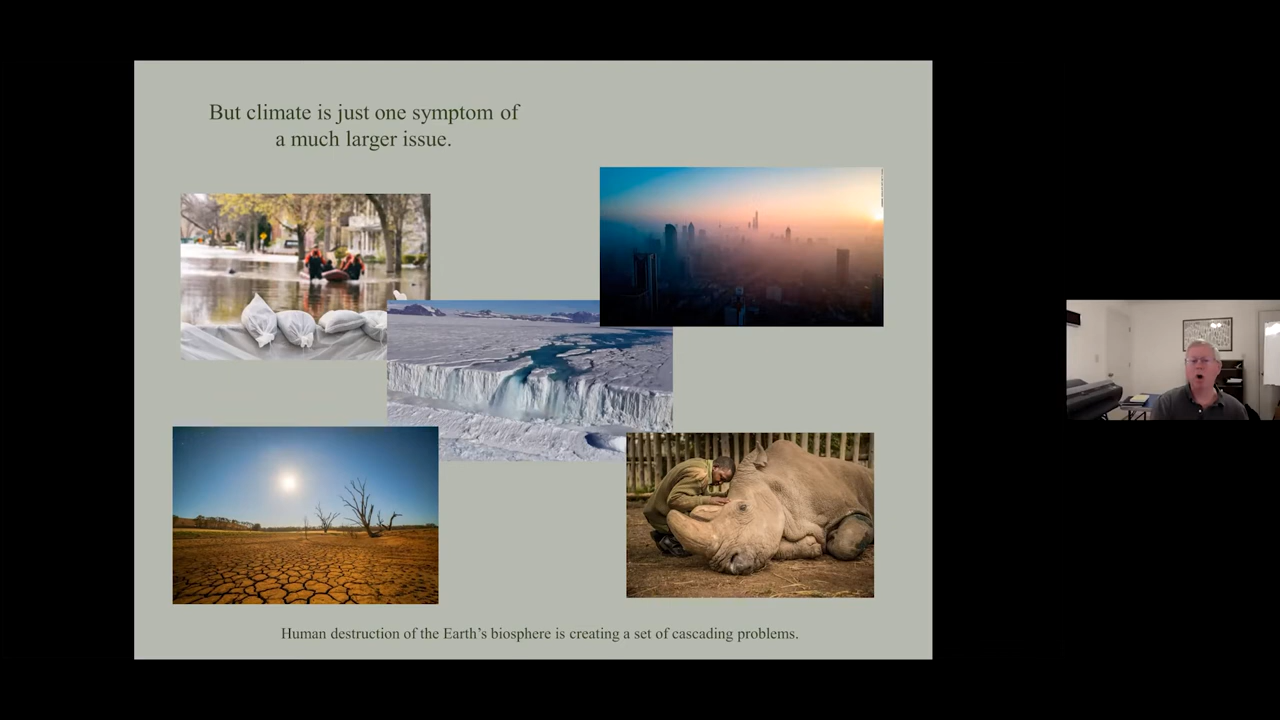 But climate is just one symptom of
a much larger issue.
Human destruction of the Earth’s biosphere is creating a set of cascading problems.